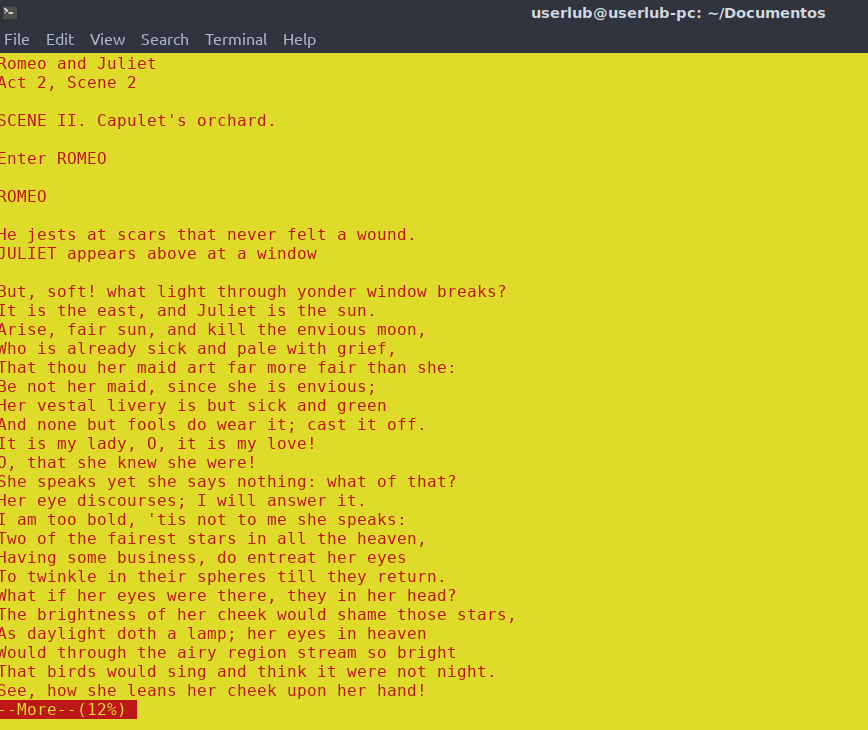 userlub@userlub-pc: ~/Documentos
File Edit View Search Terminal Help
Romeo and Juliet
Act 2, Scene 2
SCENE II. Capulet's orchard.
Enter ROMEO
ROMEO
He jests at scars that never felt a wound.
JULIET appears above at a window
But, soft! what light through yonder window breaks?
It is the east, and Juliet is the sun.
Arise, fair sun, and kill the envious moon,
Who is already sick and pale with grief,
That thou her maid art far more fair than she:
Be not her maid, since she is envious;
Her vestal livery is but sick and green
And none but fools do wear it; cast it off.
It is my lady, O, it is my love!
O, that she knew she were!
She speaks yet she says nothing: what of that?
Her eye discourses; I will answer it.
I am too bold, 'tis not to me she speaks:
Two of the fairest stars in all the heaven,
Having some business, do entreat her eyes
To twinkle in their spheres till they return.
What if her eyes were there, they in her head?
The brightness of her cheek would shame those stars,
As daylight doth a lamp; her eyes in heaven
Would through the airy region stream so bright
That birds would sing and think it were not night.
See, how she leans her cheek upon her hand!
--More--(12%)